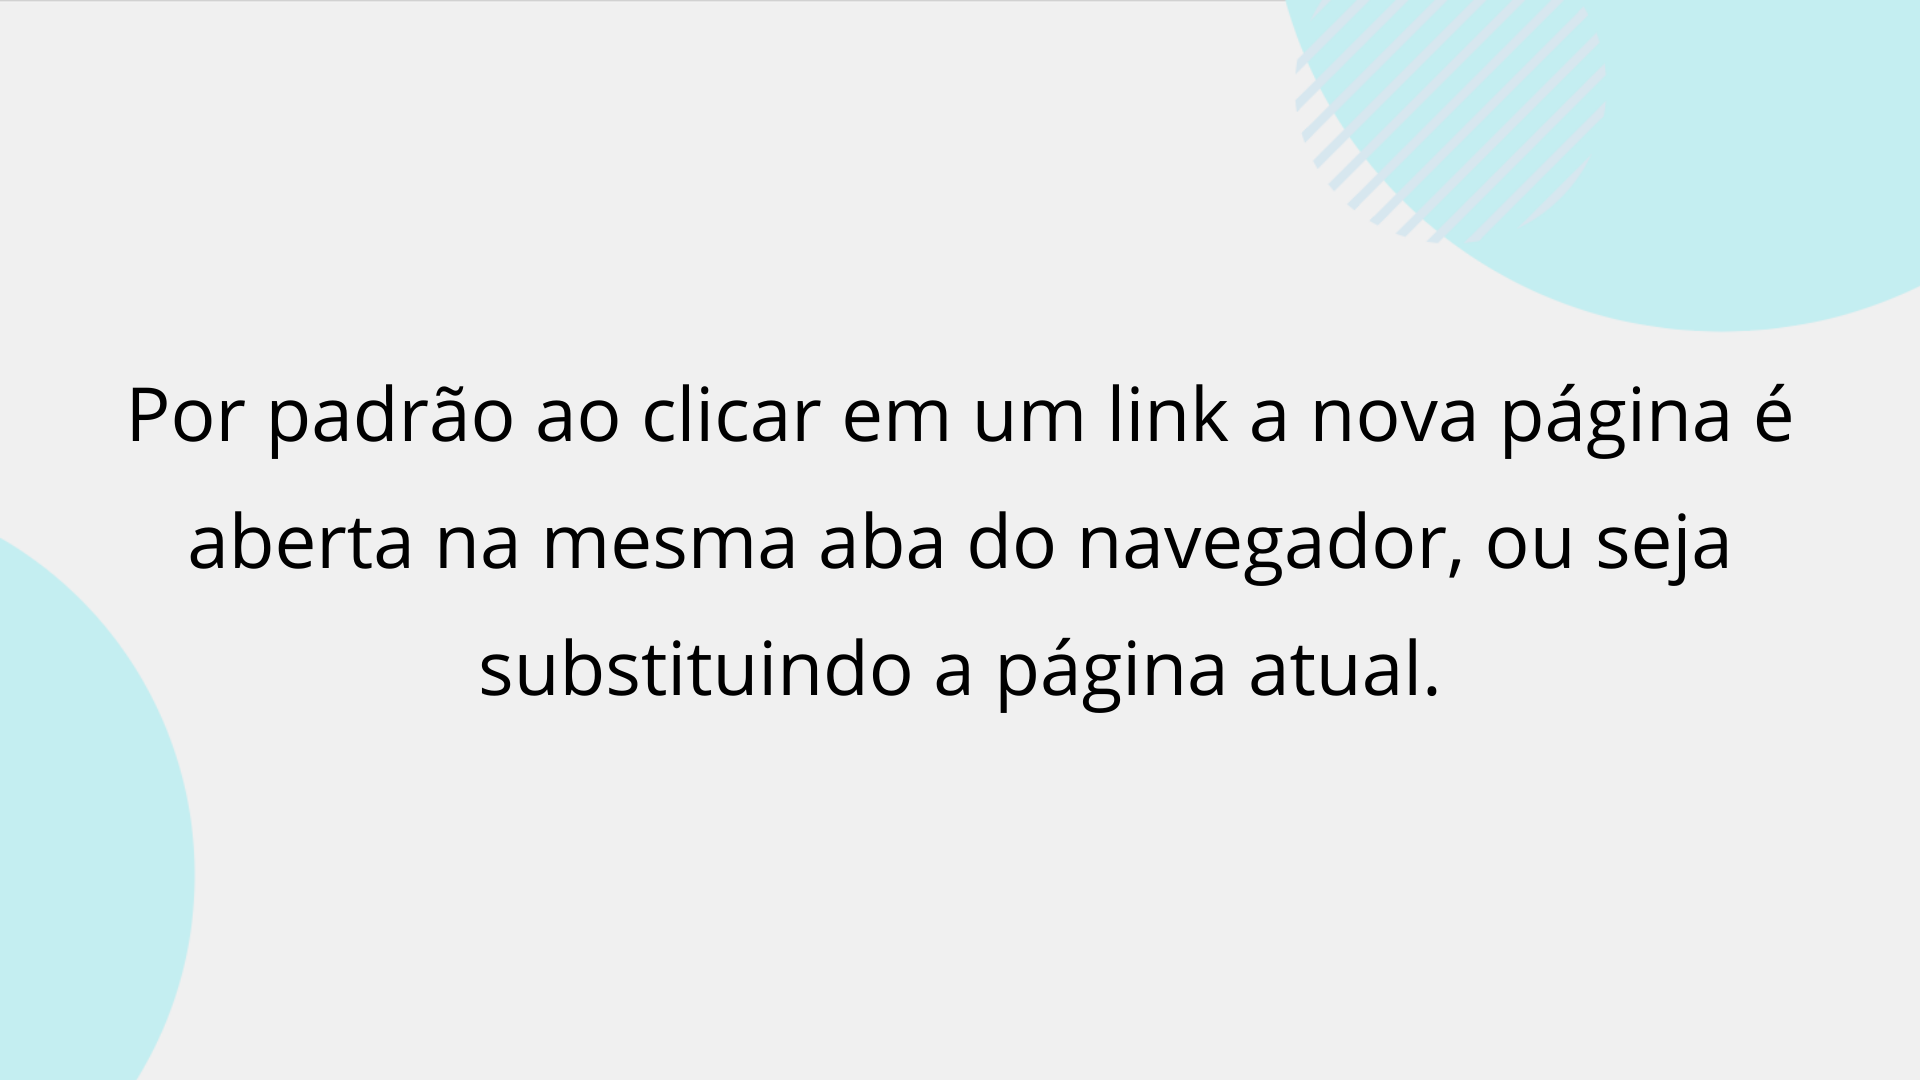 Por padrão ao clicar em um link a nova página é
aberta na mesma aba do navegador, ou seja
substituindo a página atual.